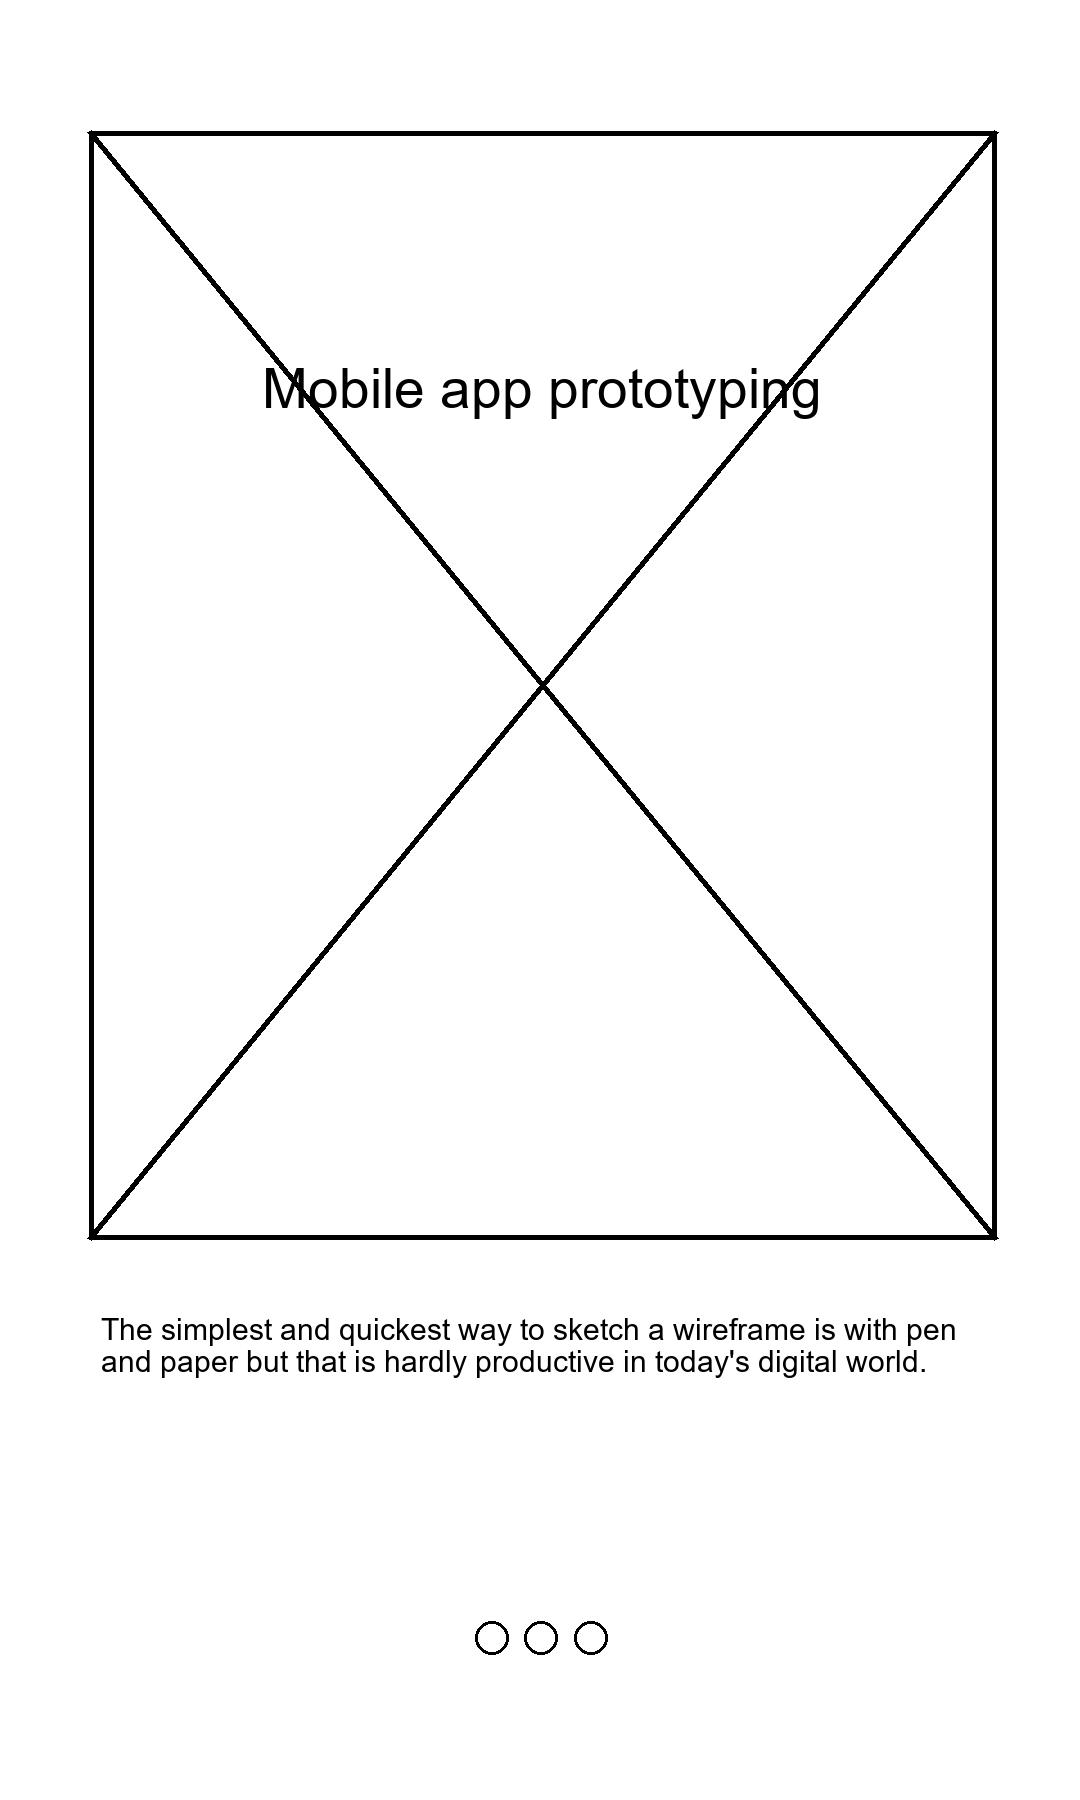 Mobile app prototyping
The simplest and quickest way to sketch a wireframe is with pen
and paper but that is hardly productive in today's digital world.